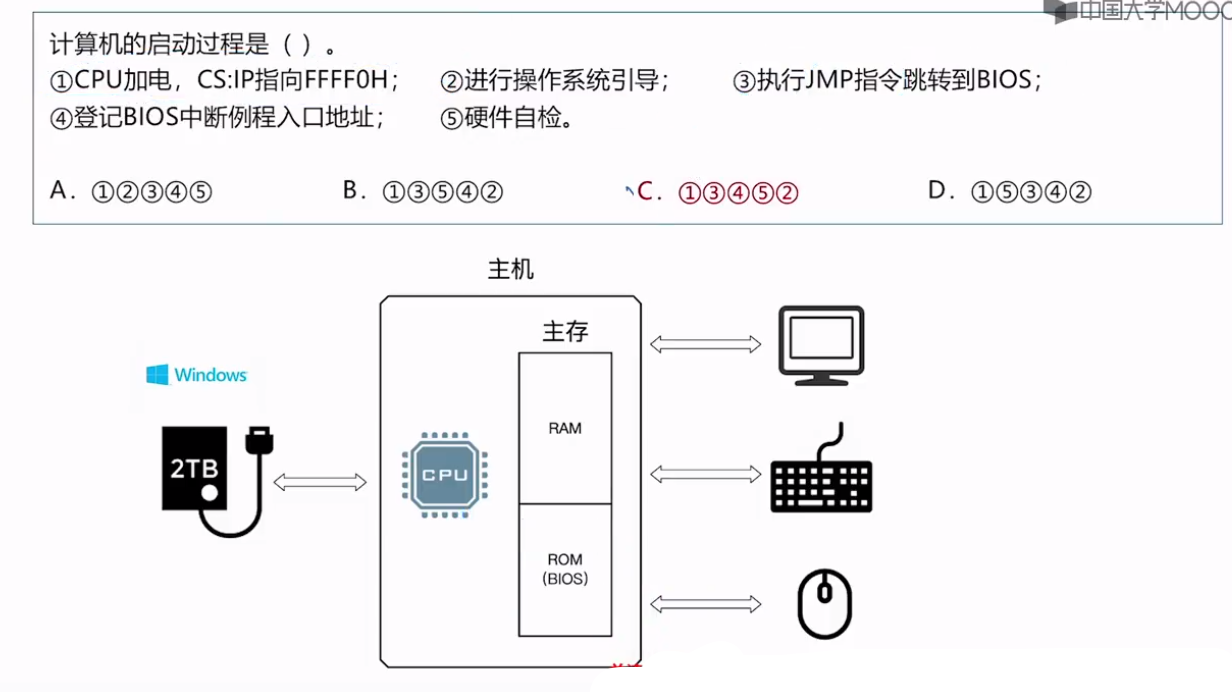 中国大学MOOC
计算机的启动过程是（ ）。
①CPU加电，CS:IP指向FFFF0H； ②进行操作系统引导； ③执行JMP指令跳转到BIOS；
④登记BIOS中断例程入口地址； ⑤硬件自检。
A. ①②③④⑤ B. ①③⑤④② C. ①③④⑤② D. ①⑤③④②
主机
主存
Windows
RAM
2TB
CPU
ROM
(BIOS)